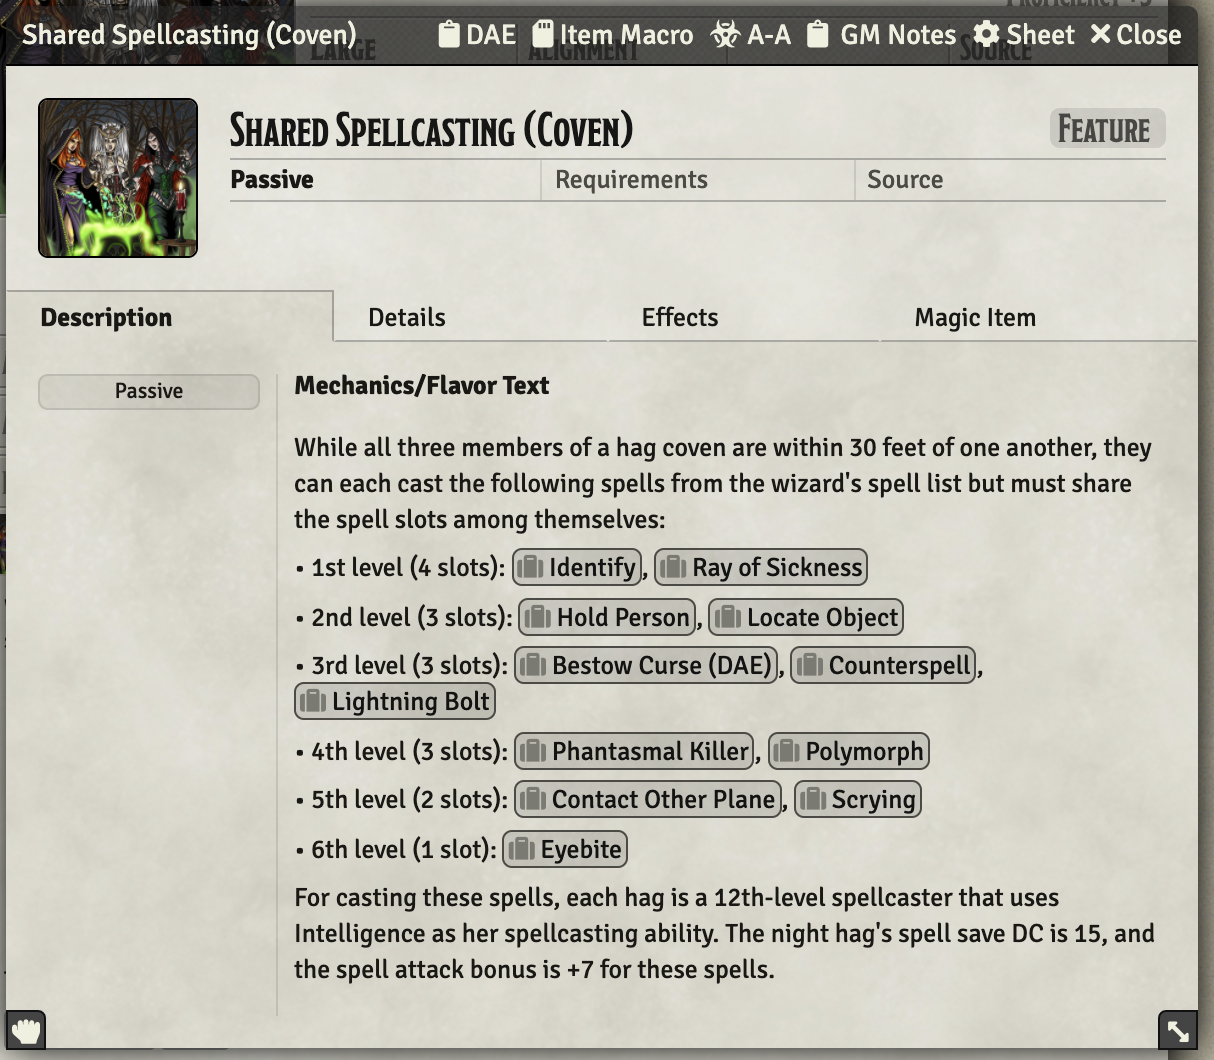 Shared Spellcasting (Coven) DAE Item Macro A-A GM Notes Sheet Close
LARGE ALIGNMENT SOURCE
SHARED SPELLCASTING (COVEN) FEATURE
Passive Requirements Source
Description Details Effects Magic Item
Passive
Mechanics/Flavor Text
While all three members of a hag coven are within 30 feet of one another, they
can each cast the following spells from the wizard's spell list but must share
the spell slots among themselves:
• 1st level (4 slots): Identify, Ray of Sickness
• 2nd level (3 slots): Hold Person, Locate Object
• 3rd level (3 slots): Bestow Curse (DAE), Counterspell,
Lightning Bolt
• 4th level (3 slots): Phantasmal Killer, Polymorph
• 5th level (2 slots): Contact Other Plane, Scrying
• 6th level (1 slot): Eyebite
For casting these spells, each hag is a 12th-level spellcaster that uses
Intelligence as her spellcasting ability. The night hag's spell save DC is 15, and
the spell attack bonus is +7 for these spells.